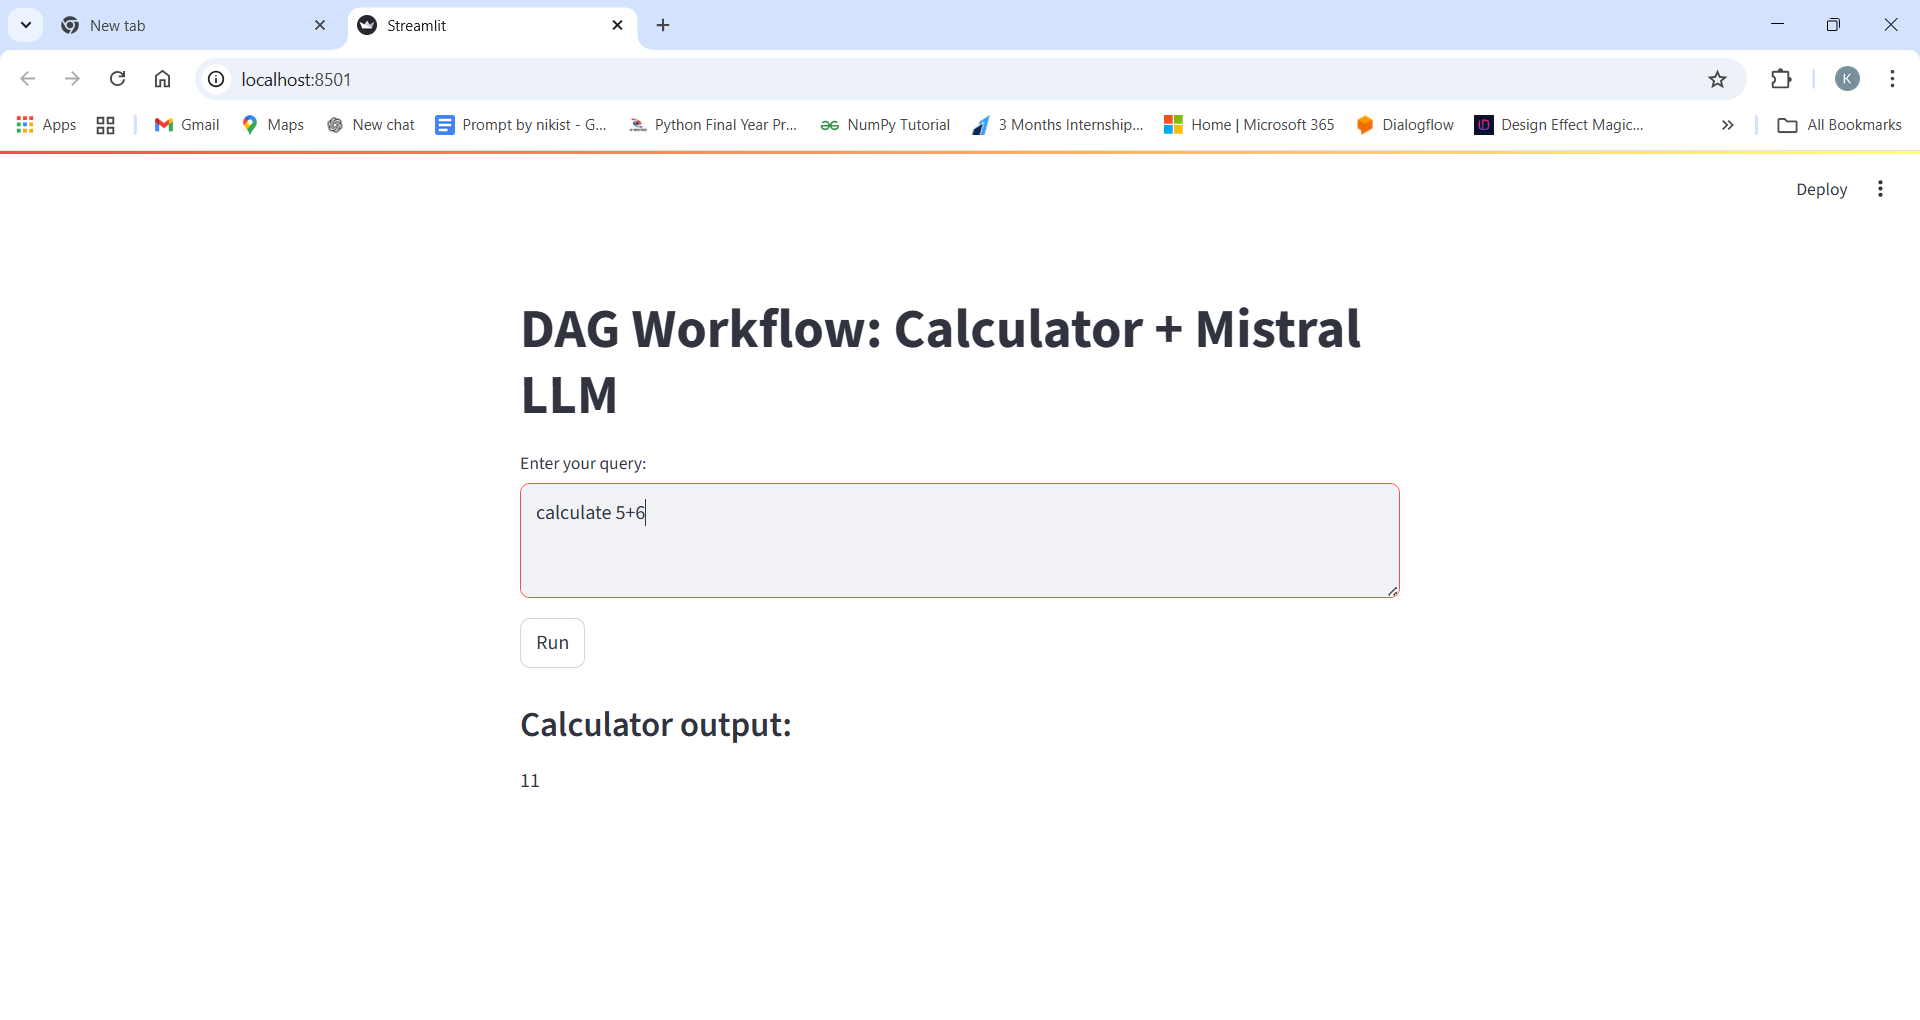 New tab
Streamlit
localhost:8501
K
Apps
Gmail
Maps
New chat
Prompt by nikist - G...
Python Final Year Pr...
NumPy Tutorial
3 Months Internship...
Home | Microsoft 365
Dialogflow
Design Effect Magic...
All Bookmarks
Deploy
DAG Workflow: Calculator + Mistral
LLM
Enter your query:
calculate 5+6
Run
Calculator output:
11